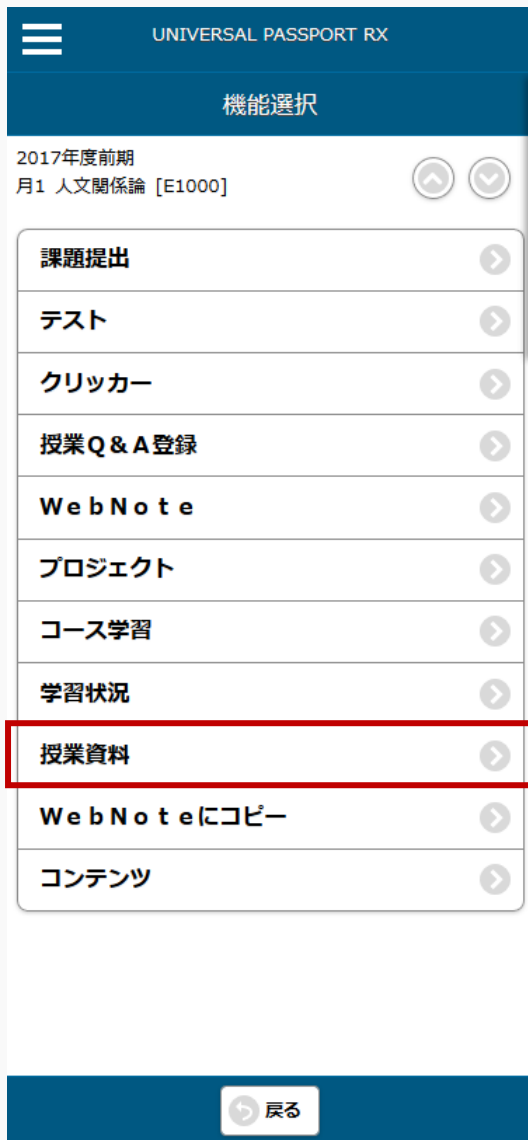 UNIVERSAL PASSPORT RX
機能選択
2017年度前期
月1 人文関係論 [E1000]
課題提出
テスト
クリッカー
授業Ｑ＆Ａ登録
ＷｅｂＮｏｔｅ
プロジェクト
コース学習
学習状況
授業資料
ＷｅｂＮｏｔｅにコピー
コンテンツ
戻る